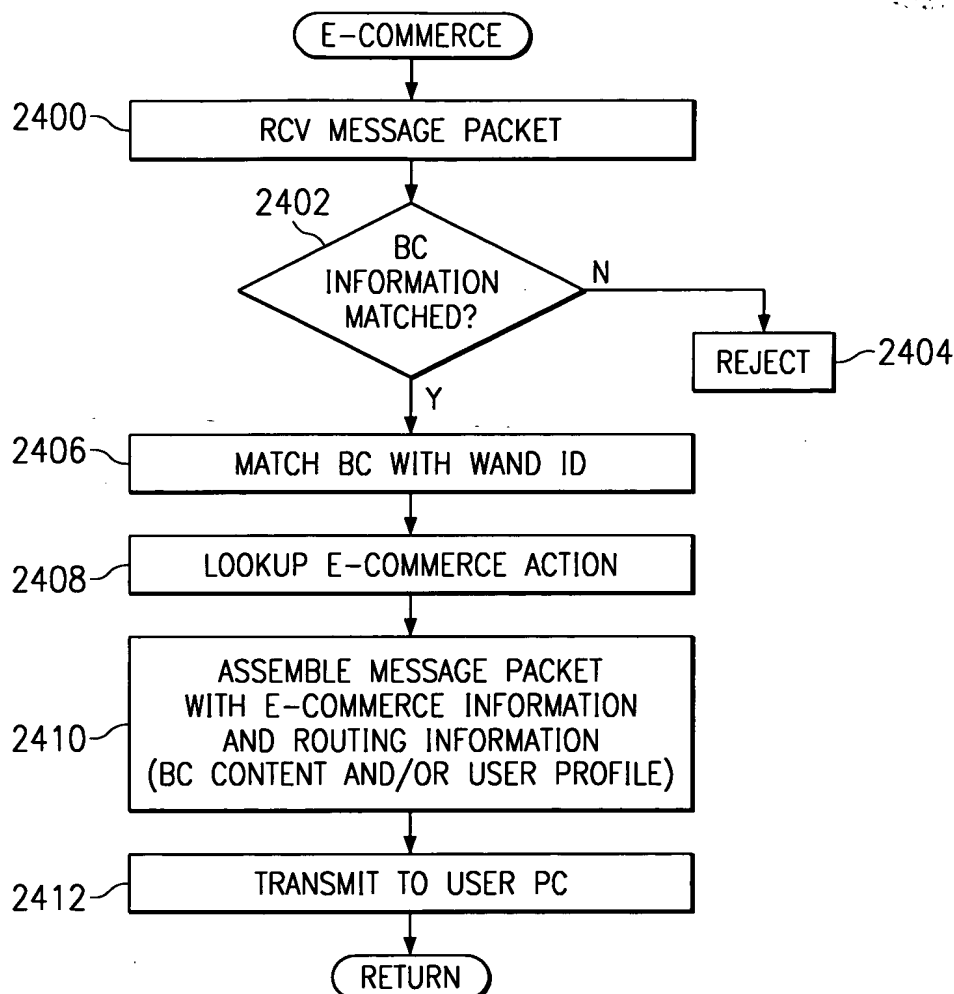 E-COMMERCE
2400
RCV MESSAGE PACKET
2402
BC
INFORMATION
MATCHED?
N
REJECT
2404
Y
2406
MATCH BC WITH WAND ID
2408
LOOKUP E-COMMERCE ACTION
2410
ASSEMBLE MESSAGE PACKET
WITH E-COMMERCE INFORMATION
AND ROUTING INFORMATION
(BC CONTENT AND/OR USER PROFILE)
2412
TRANSMIT TO USER PC
RETURN